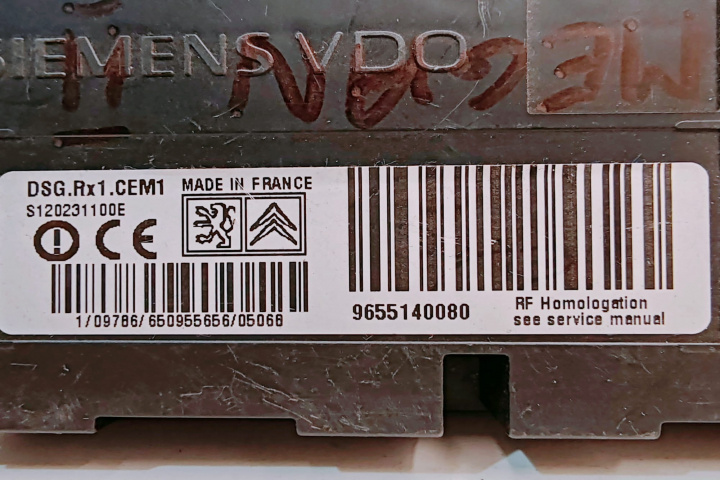 SIEMENS VDO
DSG.Rx1.CEM1 MADE IN FRANCE
S120231100E
CE
1/09786/650955656/05068
9655140080
RF Homologation
see service manual